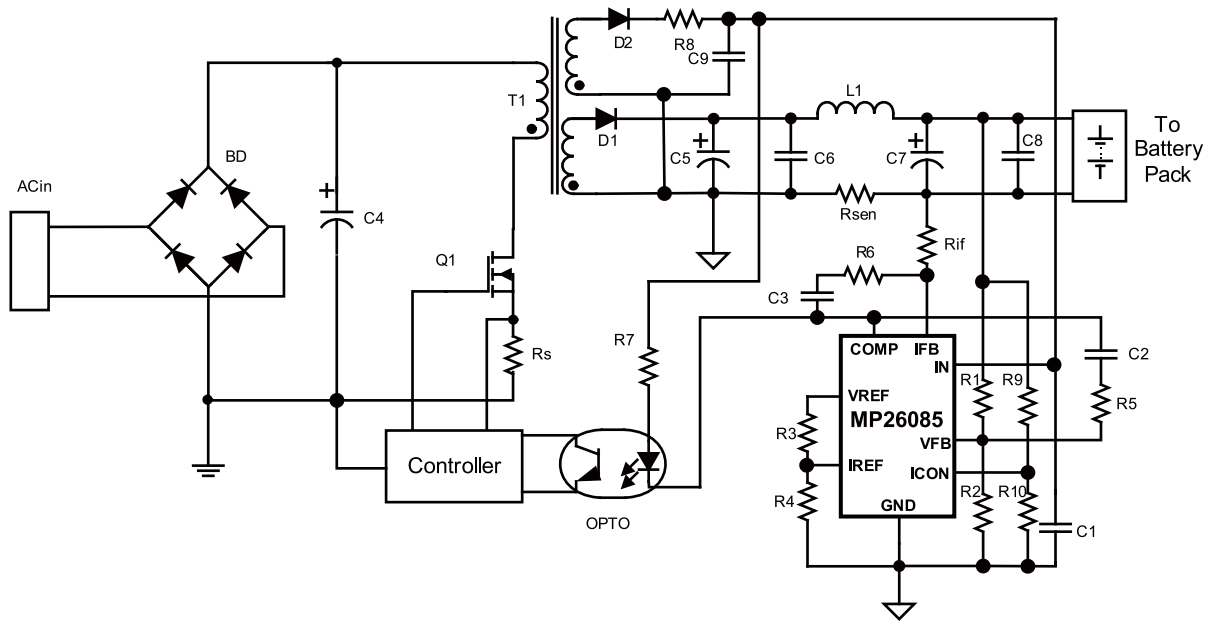 D2
R8
C9
T1
L1
D1
C5
C6
C7
C8
To
Battery
Pack
BD
ACin
C4
Rsen
Rif
Q1
R6
C3
Rs
R7
COMP
IFB
IN
C2
VREF
R1
R9
R5
MP26085
R3
VFB
Controller
IREF
ICON
R4
R2
R10
GND
OPTO
C1